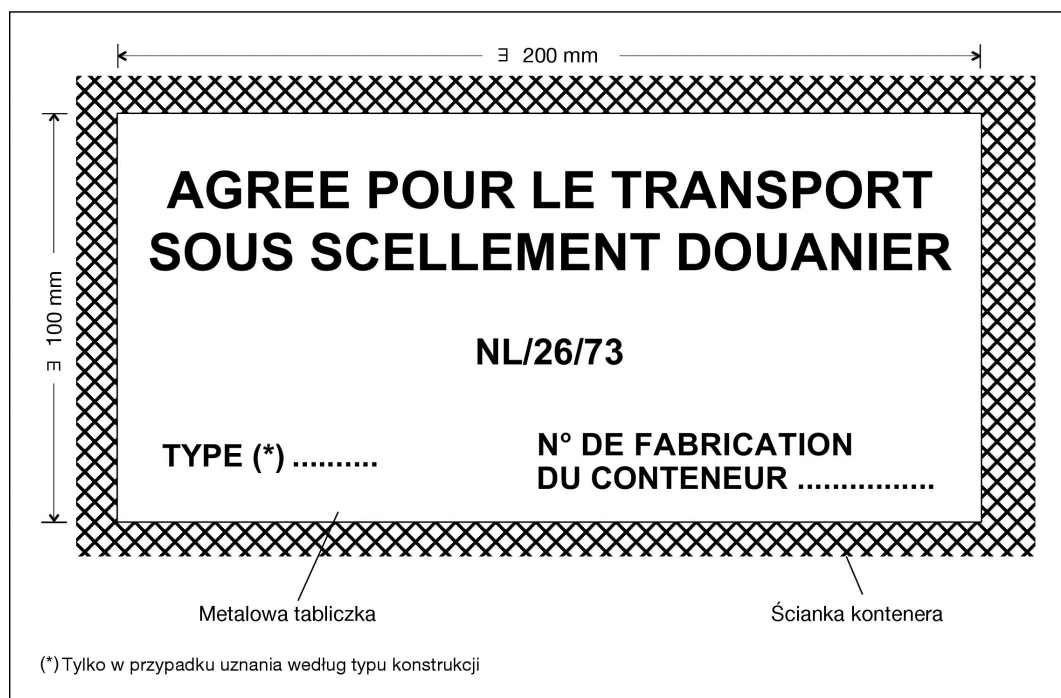 ∃ 200 mm
∃ 100 mm
AGREE POUR LE TRANSPORT
SOUS SCELLEMENT DOUANIER
NL/26/73
TYPE (*) ..........
N° DE FABRICATION
DU CONTENEUR ................
Metalowa tabliczka
Ścianka kontenera
(*) Tylko w przypadku uznania według typu konstrukcji